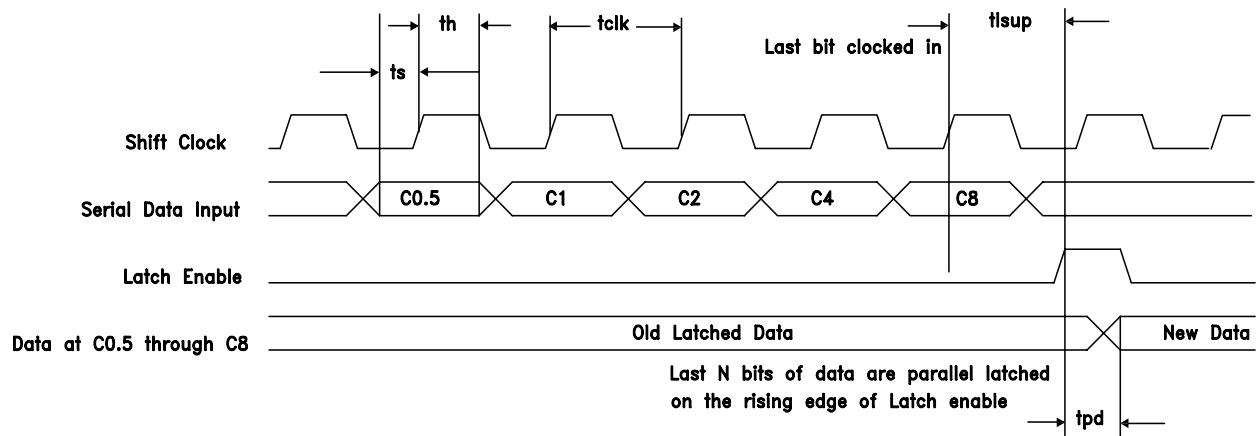 th
tclk
tlsup
Last bit clocked in
ts
Shift Clock
C0.5 C1 C2 C4 C8
Serial Data Input
Latch Enable
Old Latched Data
New Data
Data at C0.5 through C8
Last N bits of data are parallel latched
on the rising edge of Latch enable
tpd